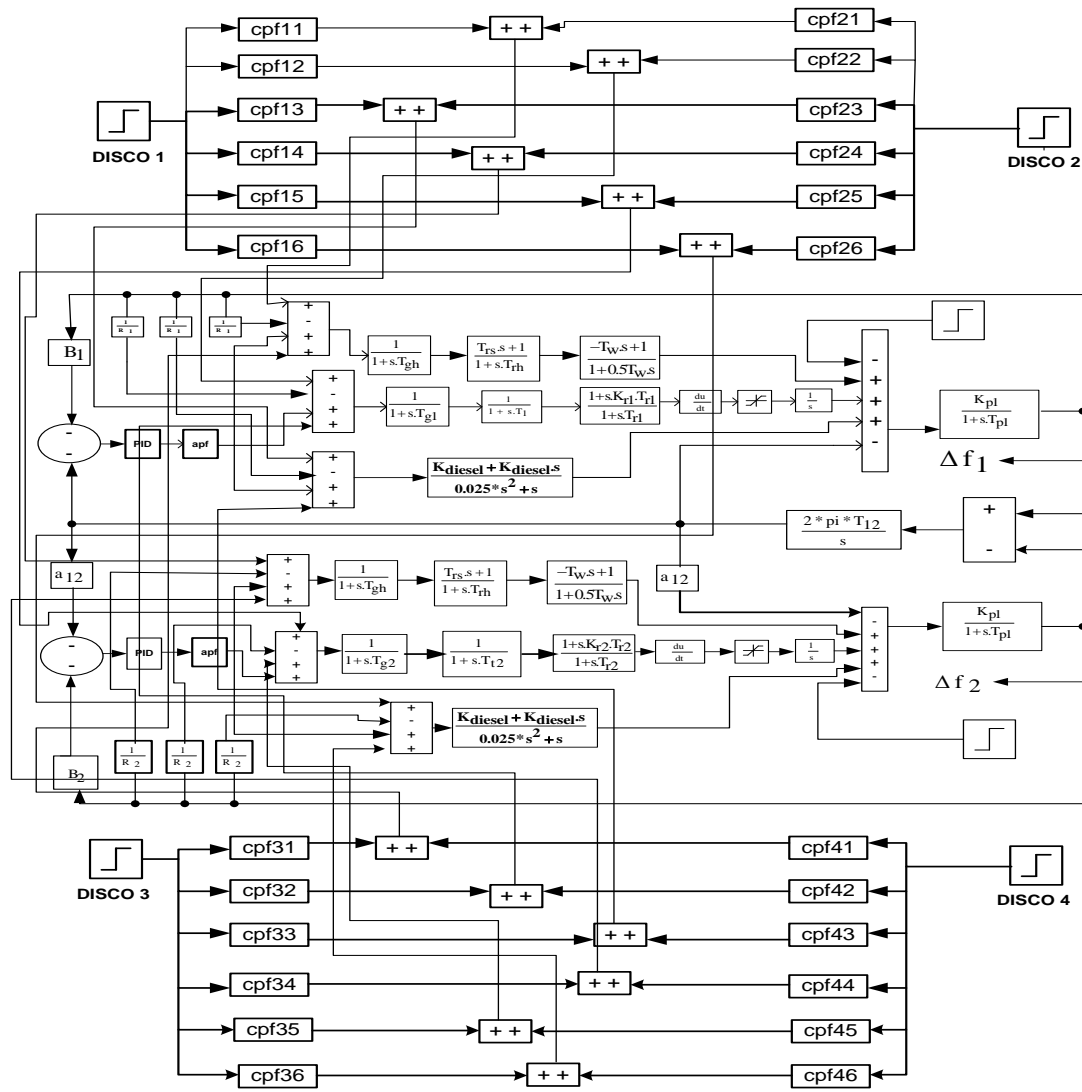 cpf11 + + cpf21
cpf12 + + cpf22
cpf13 + + cpf23
DISCO 1 DISCO 2
cpf14 + + cpf24
cpf15 + + cpf25
cpf16 + + cpf26
B1
1/R1 1/R1 1/R1
+ - + +
1/(1+s.Tgh)
(Trs.s+1)/(1+s.Trh)
(-Tw.s+1)/(1+0.5Tw.s)
- + + + -
+ - + +
1/(1+s.Tg1)
1/(1+s.T1)
(1+s.Kr1.Tr1)/(1+s.Tr1)
du/dt
1/s
Kpl/(1+s.Tpl)
- -
PID
apf
+ - + +
(Kdiesel+Kdiesel.s)/(0.025*s^2+s)
Δf1
(2*pi*T12)/s
+ -
a12
+ - + +
1/(1+s.Tgh)
(Trs.s+1)/(1+s.Trh)
(-Tw.s+1)/(1+0.5Tw.s)
a12
- + + + - -
Kpl/(1+s.Tpl)
- -
PID
apf
- + +
1/(1+s.Tg2)
1/(1+s.Tt2)
(1+s.Kr2.Tr2)/(1+s.Tr2)
du/dt
1/s
Δf2
+ - + +
(Kdiesel+Kdiesel.s)/(0.025*s^2+s)
B2
1/R2 1/R2 1/R2
cpf31 + + cpf41
DISCO 3 DISCO 4
cpf32 + + cpf42
cpf33 + + cpf43
cpf34 + + cpf44
cpf35 + + cpf45
cpf36 + + cpf46